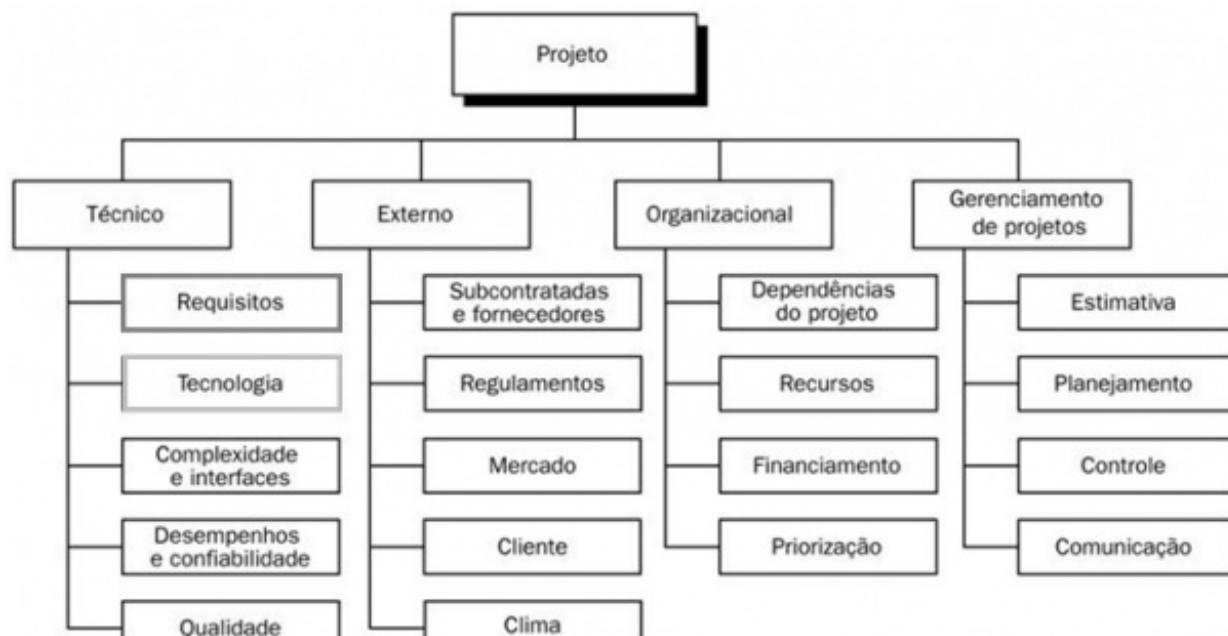 Projeto
Técnico
Externo
Organizacional
Gerenciamento
de projetos
Requisitos
Tecnologia
Complexidade
e interfaces
Desempenhos
e confiabilidade
Qualidade
Subcontratadas
e fornecedores
Regulamentos
Mercado
Cliente
Clima
Dependências
do projeto
Recursos
Financiamento
Priorização
Estimativa
Planejamento
Controle
Comunicação